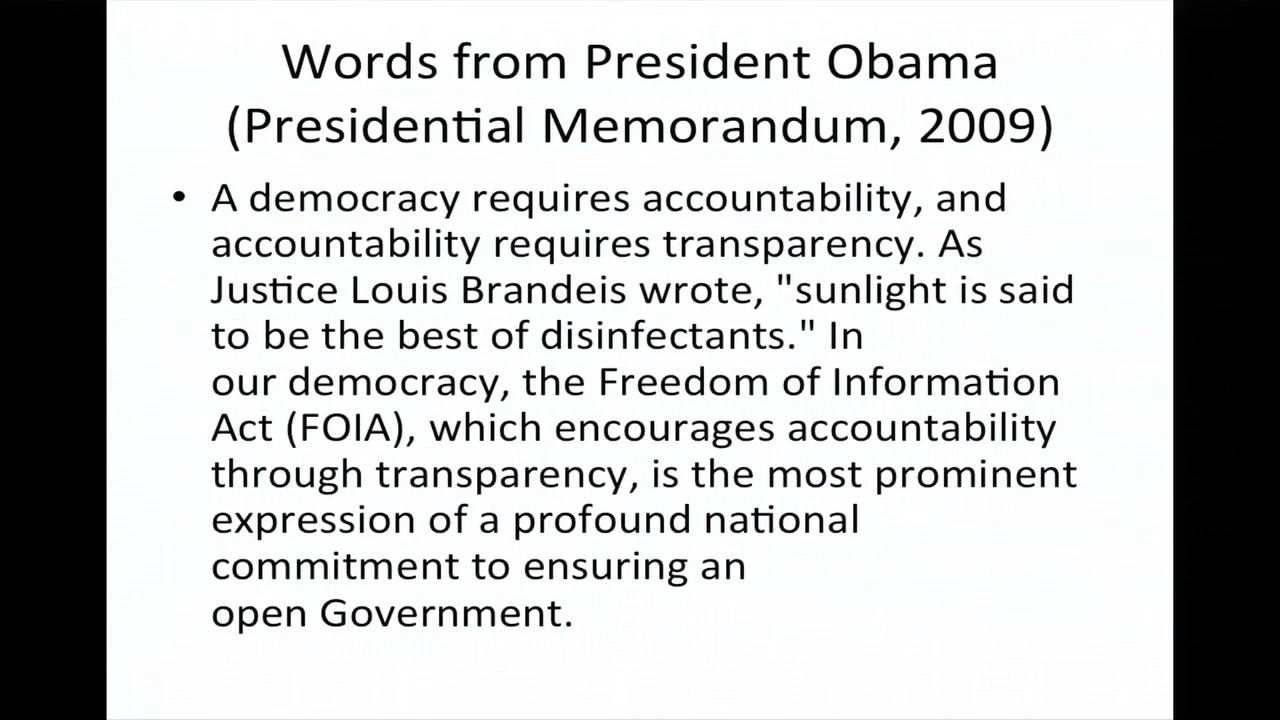 Words from President Obama
(Presidential Memorandum, 2009)
• A democracy requires accountability, and
accountability requires transparency. As
Justice Louis Brandeis wrote, "sunlight is said
to be the best of disinfectants." In
our democracy, the Freedom of Information
Act (FOIA), which encourages accountability
through transparency, is the most prominent
expression of a profound national
commitment to ensuring an
open Government.